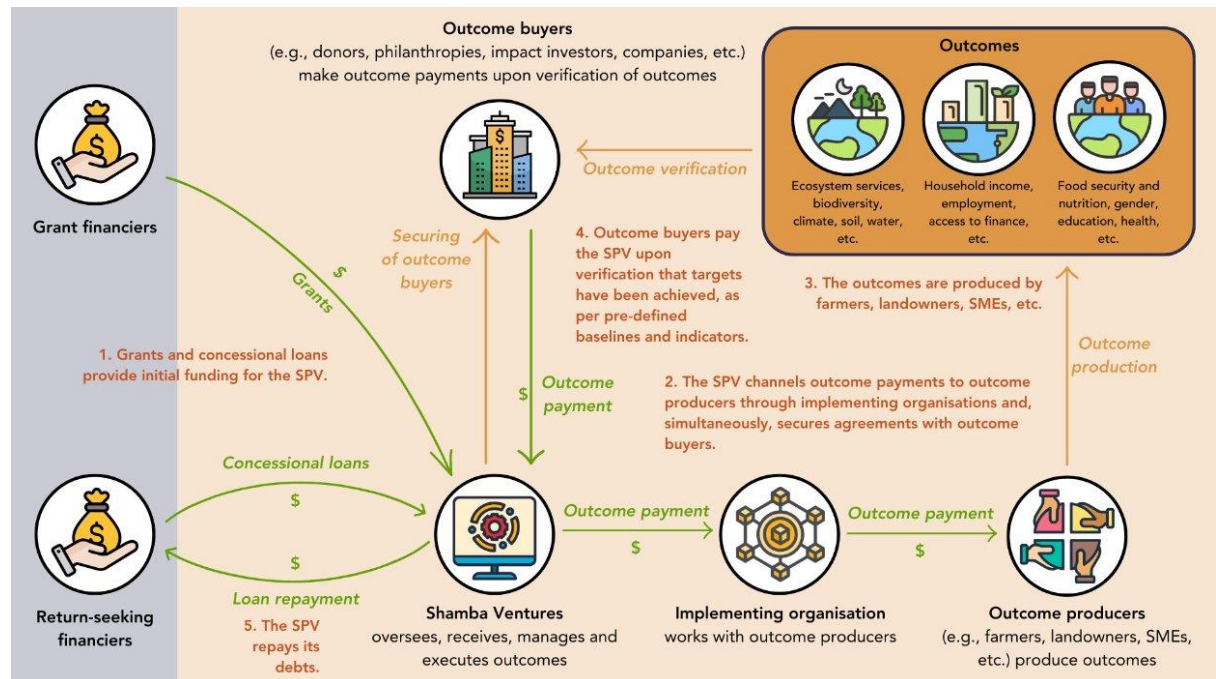 Outcome buyers
(e.g., donors, philanthropies, impact investors, companies, etc.)
make outcome payments upon verification of outcomes
Outcomes
Ecosystem services,
biodiversity,
climate, soil, water,
etc.
Household income,
employment,
access to finance,
etc.
Food security and
nutrition, gender,
education, health,
etc.
Outcome verification
Grant financiers
$
Grants
Securing
of outcome
buyers
4. Outcome buyers pay
the SPV upon
verification that targets
have been achieved, as
per pre-defined
baselines and indicators.
3. The outcomes are produced by
farmers, landowners, SMEs, etc.
Outcome
production
1. Grants and concessional loans
provide initial funding for the SPV.
$
Outcome
payment
2. The SPV channels outcome payments to outcome
producers through implementing organisations and,
simultaneously, secures agreements with outcome
buyers.
Concessional loans
$
$
Loan repayment
Outcome payment
$
Outcome payment
$
Return-seeking
financiers
5. The SPV
repays its
debts.
Shamba Ventures
oversees, receives, manages and
executes outcomes
Implementing organisation
works with outcome producers
Outcome producers
(e.g., farmers, landowners, SMEs,
etc.) produce outcomes